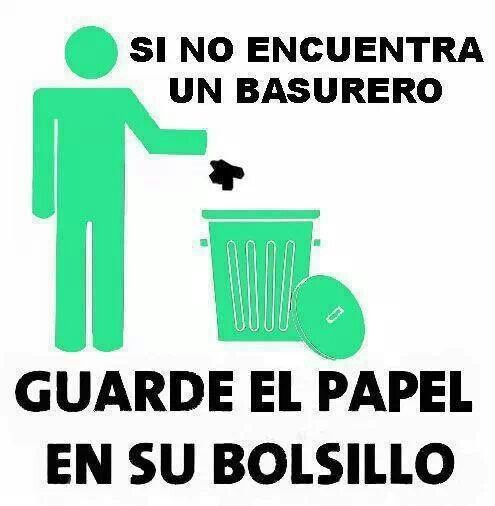 SI NO ENCUENTRA
UN BASURERO
GUARDE EL PAPEL
EN SU BOLSILLO